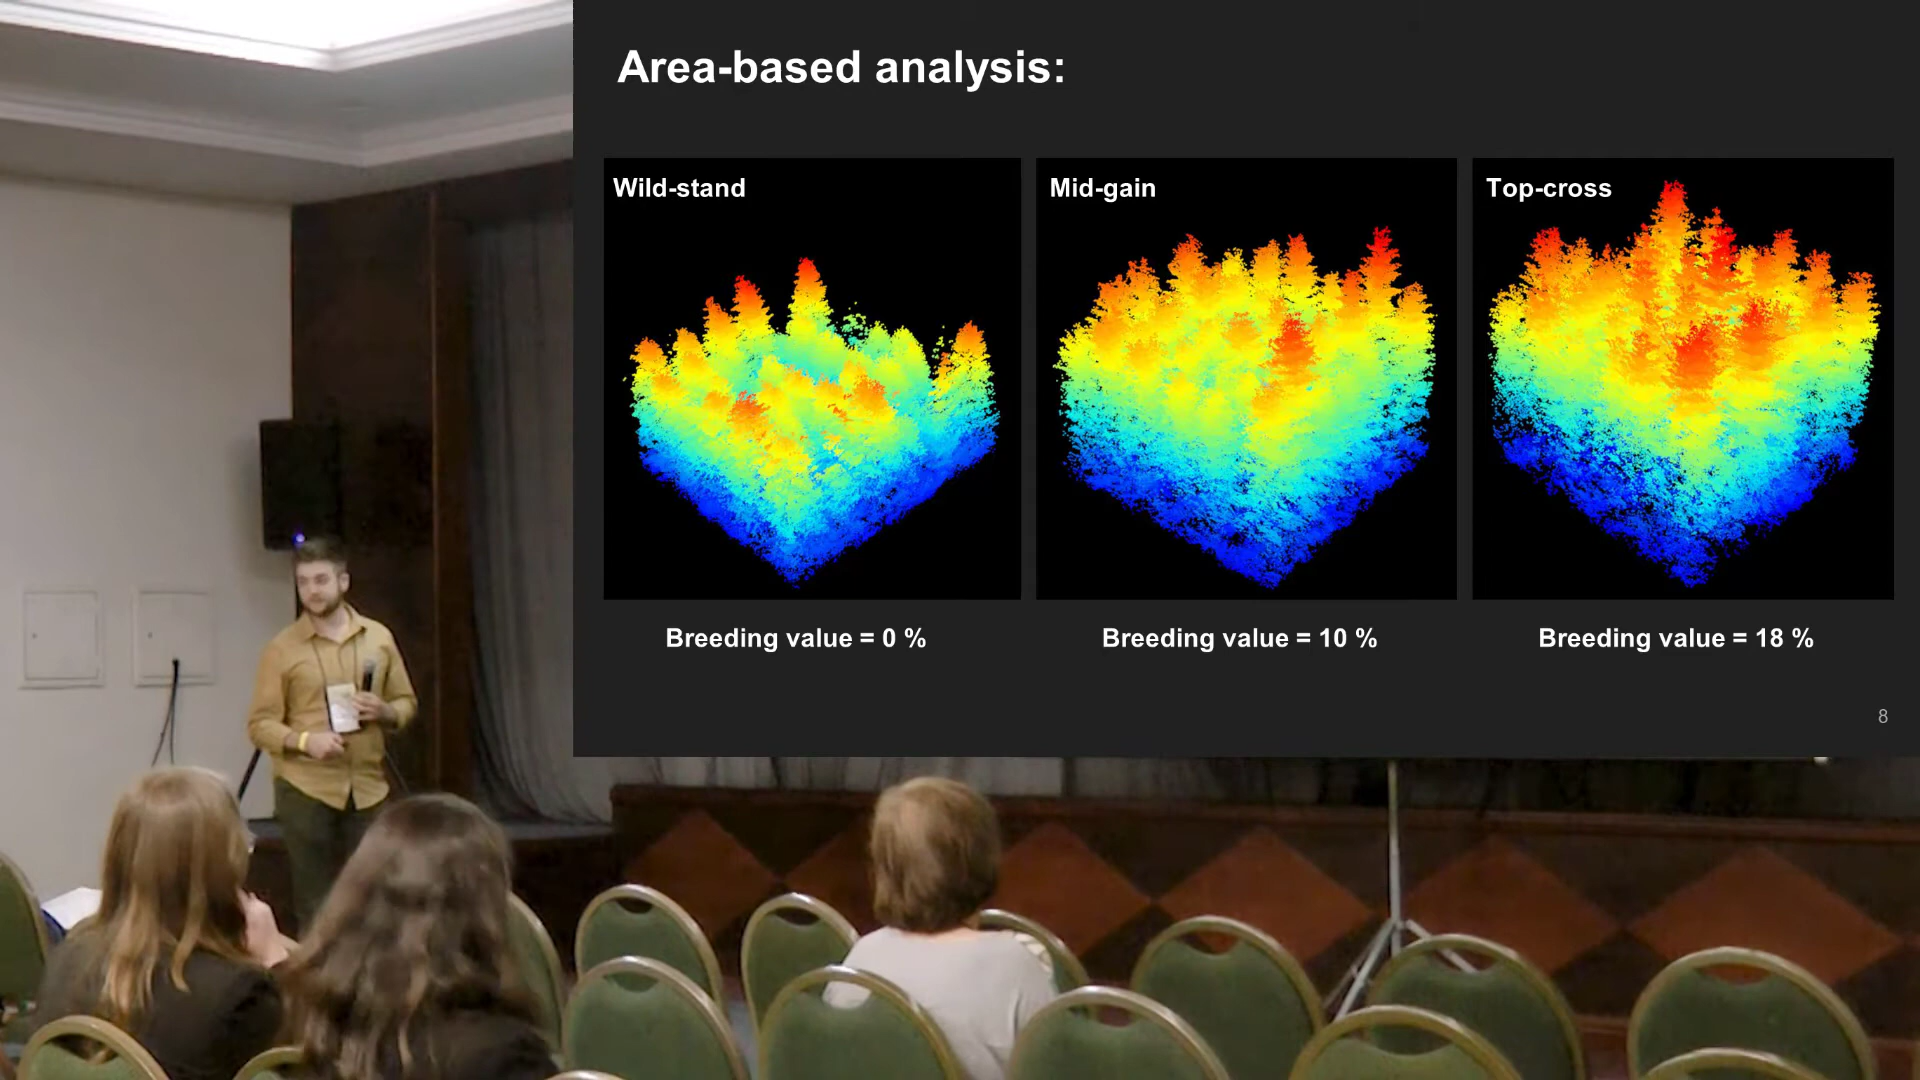 Area-based analysis:
Wild-stand
Mid-gain
Top-cross
Breeding value = 0 %
Breeding value = 10 %
Breeding value = 18 %
8